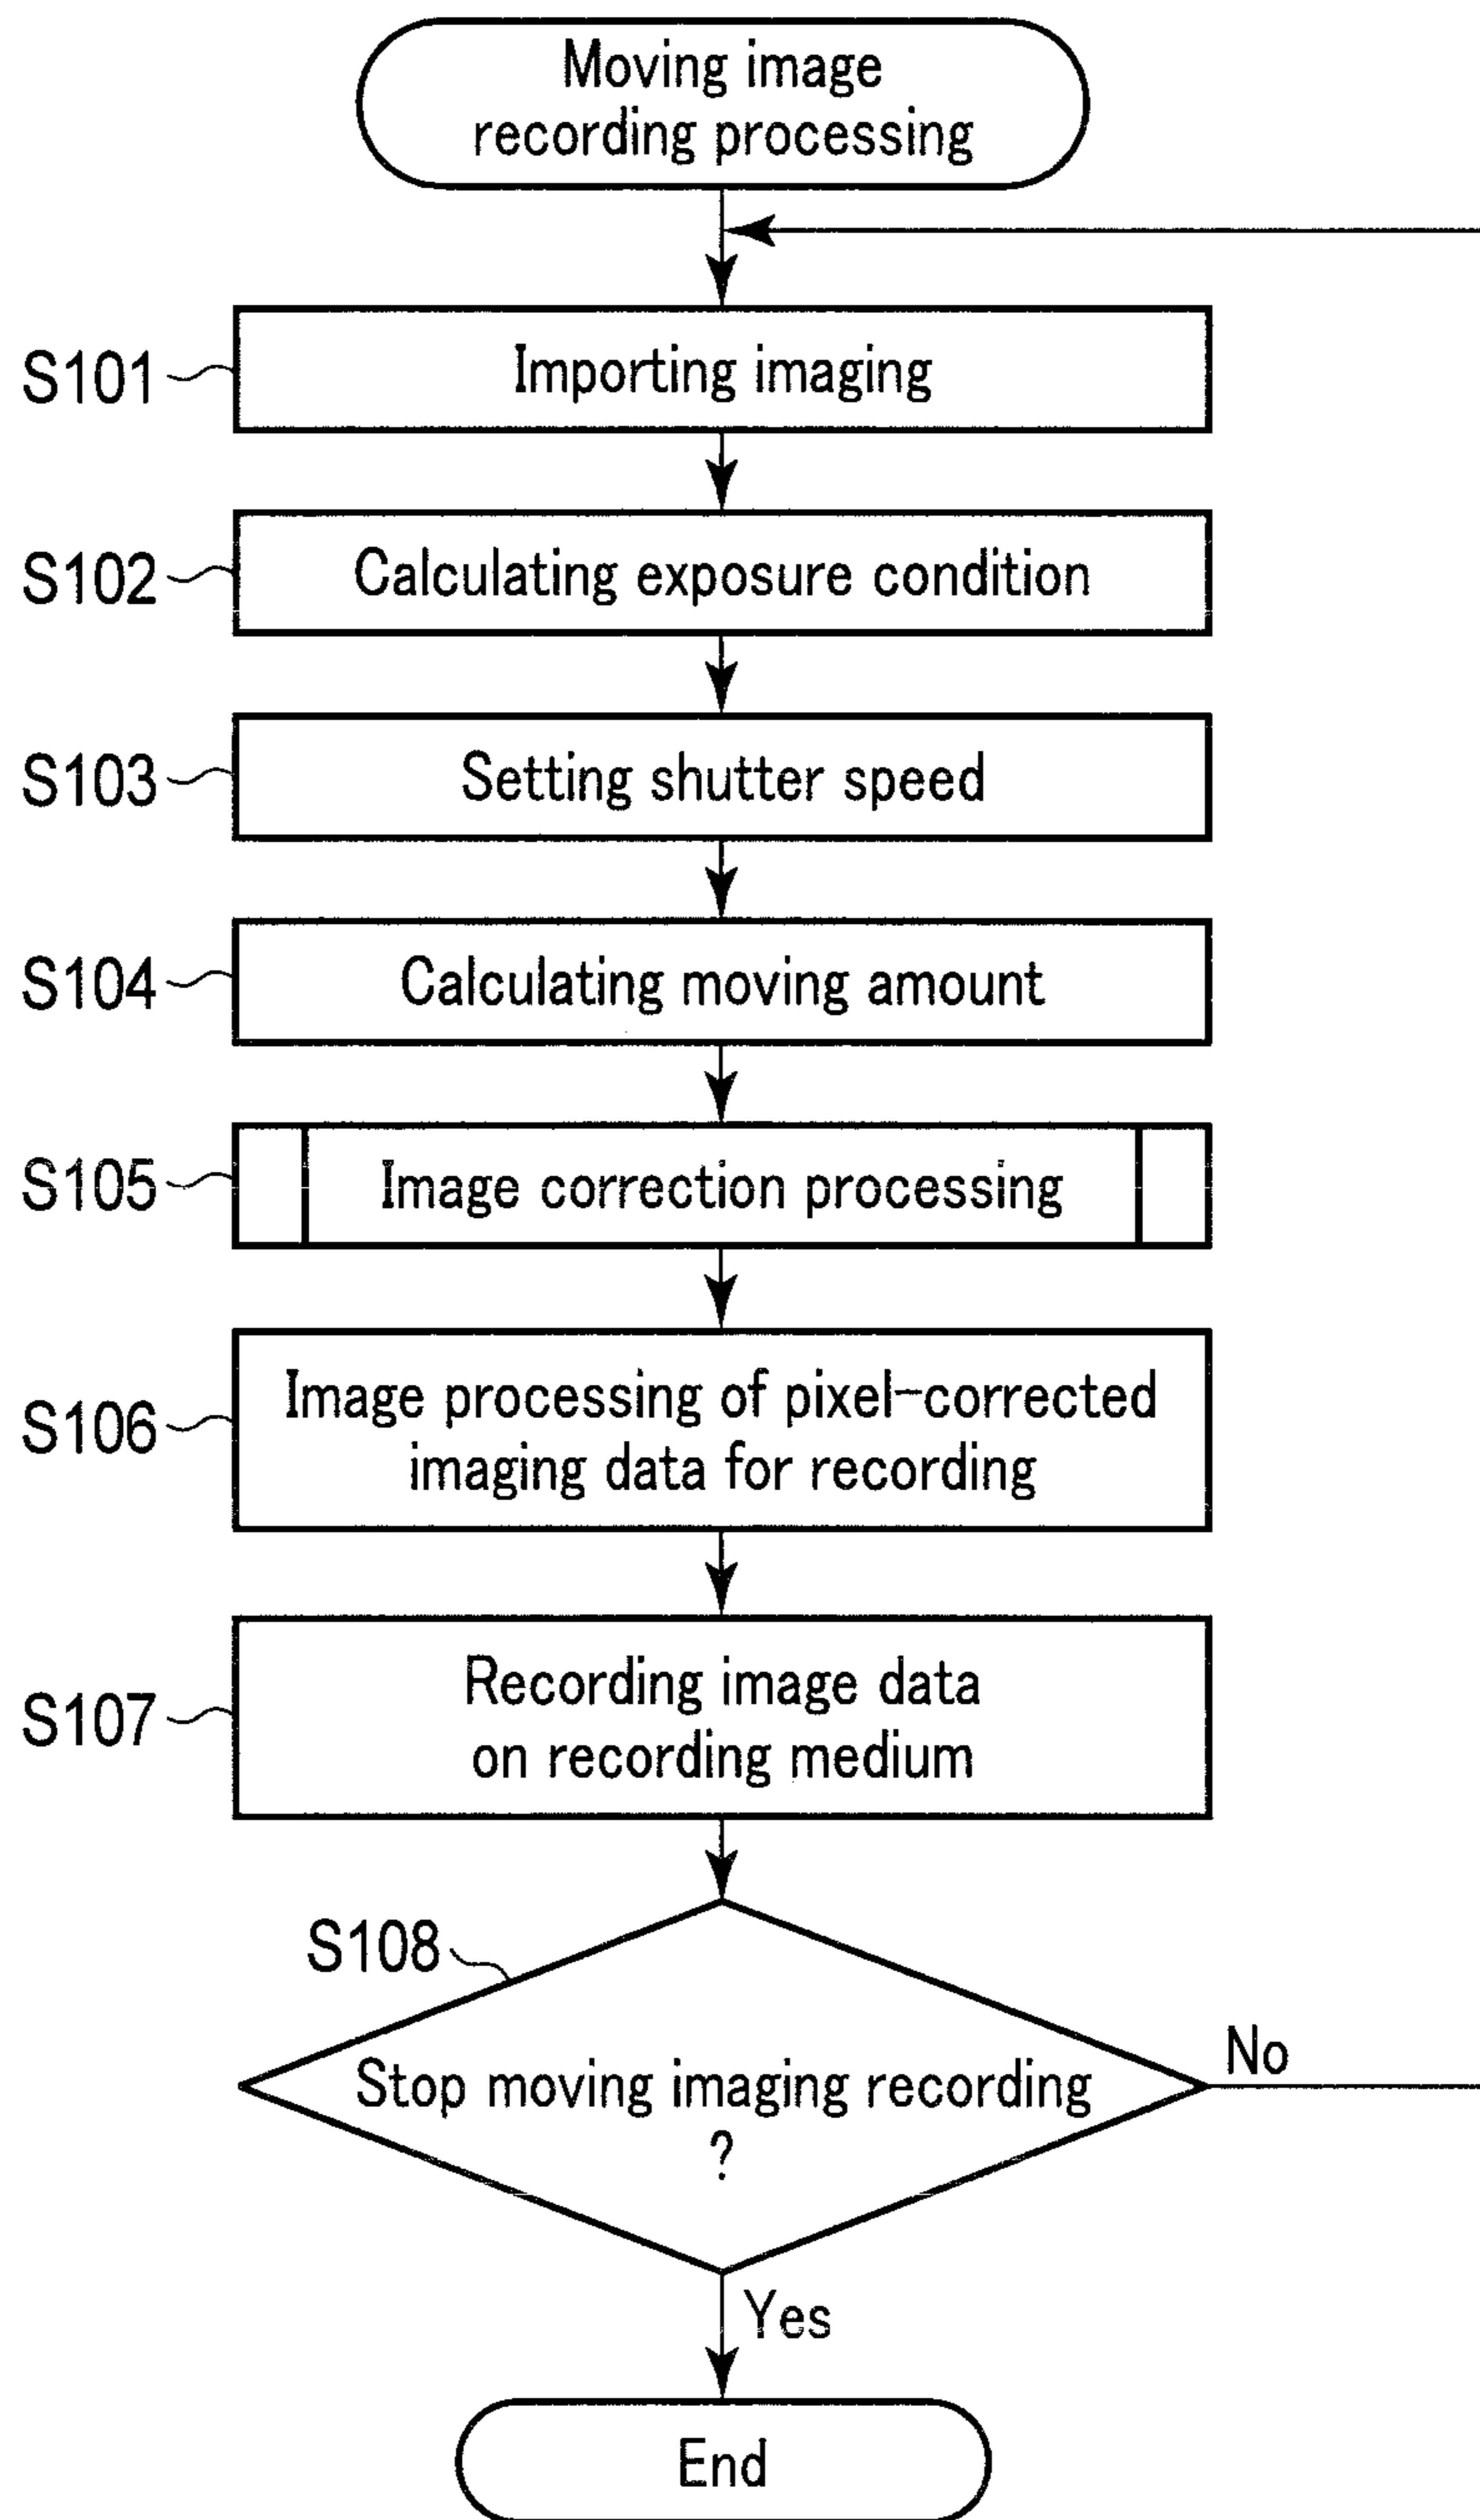 Moving image
recording processing
S101
Importing imaging
S102
Calculating exposure condition
S103
Setting shutter speed
S104
Calculating moving amount
S105
Image correction processing
S106
Image processing of pixel-corrected
imaging data for recording
S107
Recording image data
on recording medium
S108
Stop moving imaging recording
?
No
Yes
End